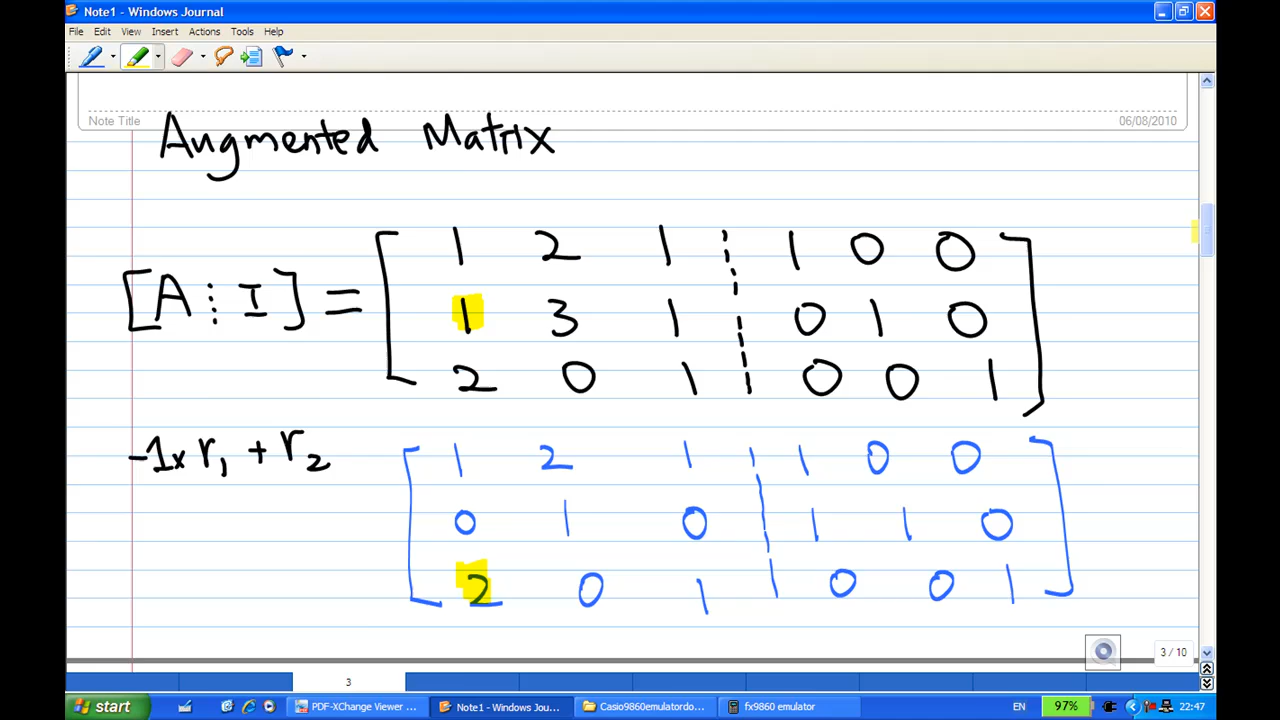 Note1 - Windows Journal
File Edit View Insert Actions Tools Help
Note Title
06/08/2010
Augmented Matrix
[A ⋮ I] = [ 1 2 1 ¦ 1 0 0 ]
1 3 1 ¦ 0 1 0
2 0 1 ¦ 0 0 1
-1x r₁ + r₂ [ 1 2 1 ¦ 1 0 0 ]
0 1 0 ¦ 1 1 0
2 0 1 ¦ 0 0 1
3 / 10
3
start PDF-XChange Viewer ... Note1 - Windows Jou... Casio9860emulatordo... fx9860 emulator EN 97% 22:47